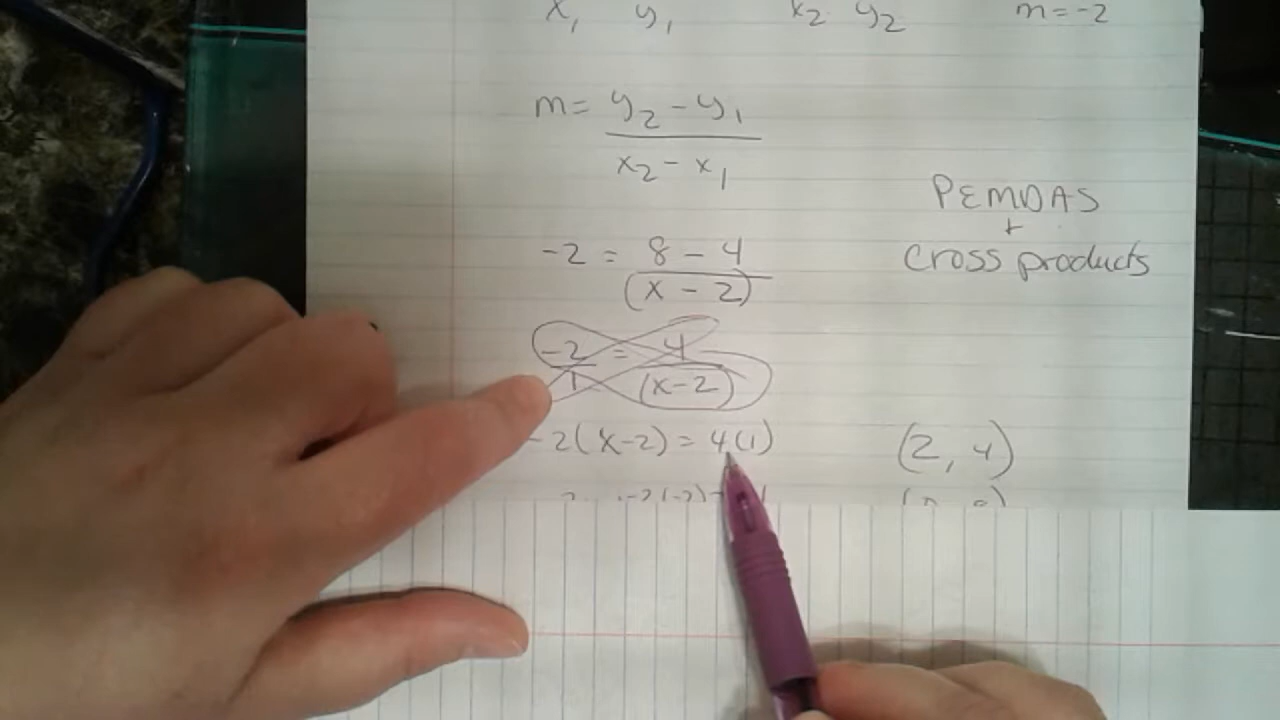 x₁ y₁ x₂ y₂ m=-2
m= y₂ - y₁
x₂ - x₁
PEMDAS
+
cross products
-2 = 8 - 4
(x - 2)
-2 = 4
1 (x-2)
-2(x-2) = 4(1)
(2, 4)